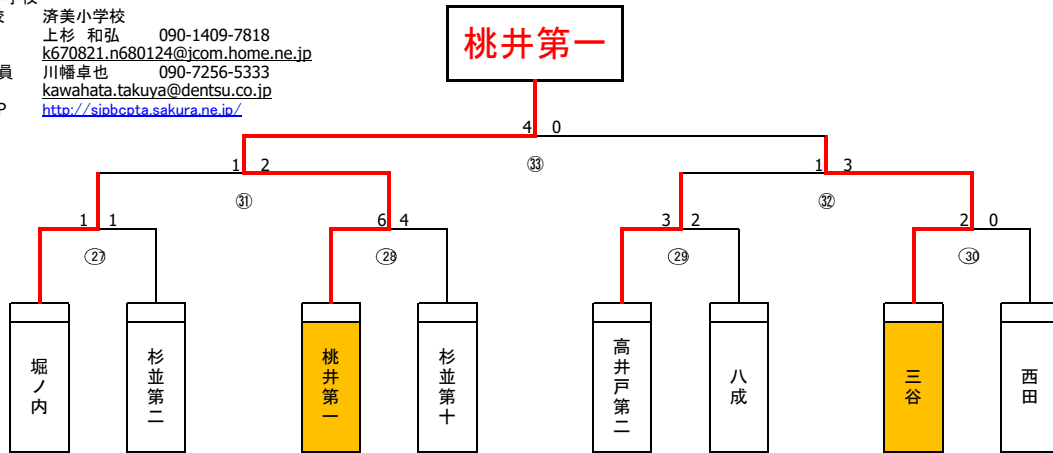 学校
済美小学校
上杉 和弘 090-1409-7818
k670821.n680124@jcom.home.ne.jp
員 川幡卓也 090-7256-5333
kawahata.takuya@dentsu.co.jp
P http://sipbcpta.sakura.ne.jp/
桃井第一
4 0
㉝
1 2
1 3
㉛
㉜
1 1
6 4
3 2
2 0
㉗
㉘
㉙
㉚
堀ノ内
杉並第二
桃井第一
杉並第十
高井戸第二
八成
三谷
西田